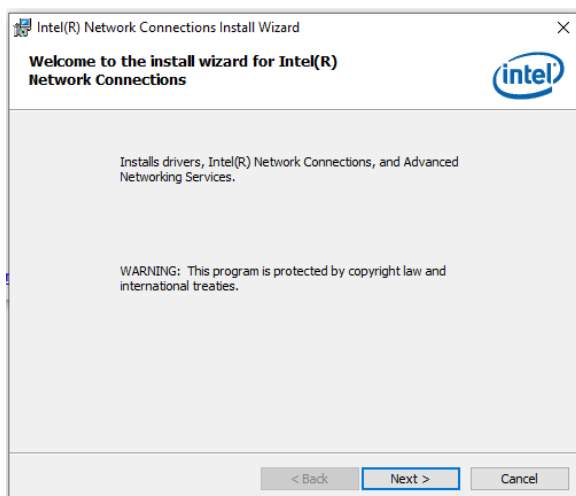 Intel(R) Network Connections Install Wizard
Welcome to the install wizard for Intel(R)
Network Connections
intel
Installs drivers, Intel(R) Network Connections, and Advanced
Networking Services.
WARNING:  This program is protected by copyright law and
international treaties.
< Back
Next >
Cancel